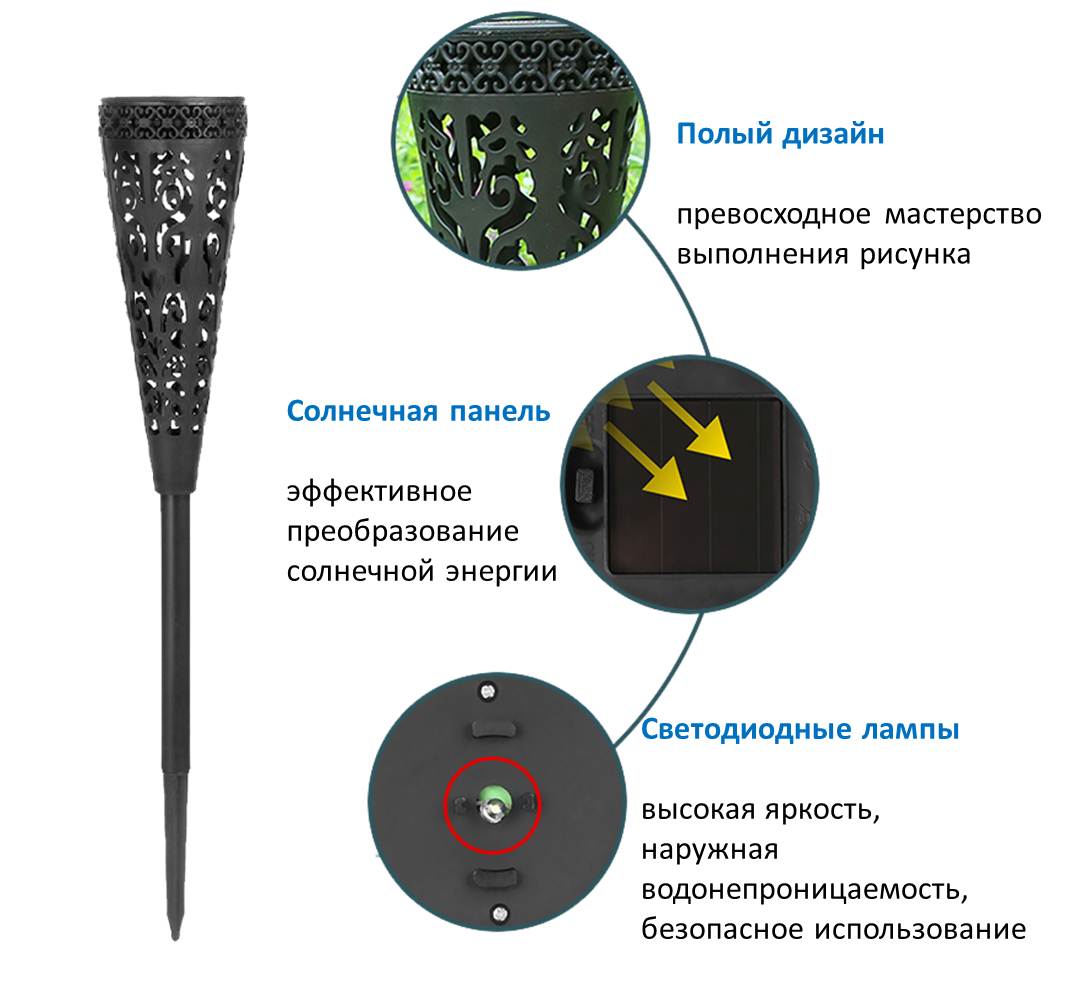 Полый дизайн
превосходное мастерство
выполнения рисунка
Солнечная панель
эффективное
преобразование
солнечной энергии
Светодиодные лампы
высокая яркость,
наружная
водонепроницаемость,
безопасное использование